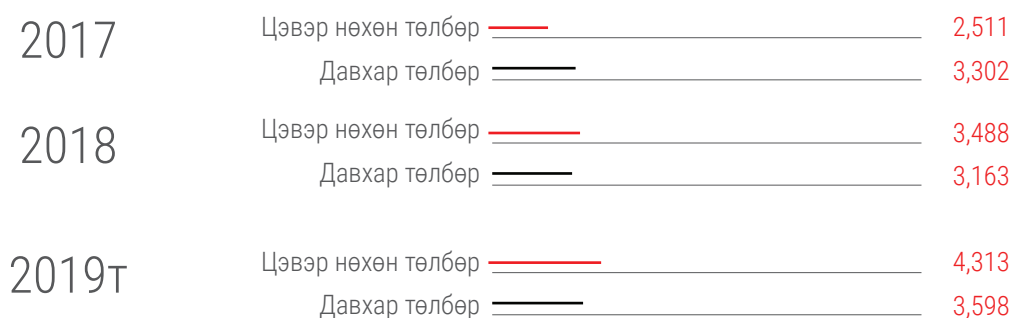 2017
Цэвэр нөхөн төлбөр 2,511
Давхар төлбөр 3,302
2018
Цэвэр нөхөн төлбөр 3,488
Давхар төлбөр 3,163
2019т
Цэвэр нөхөн төлбөр 4,313
Давхар төлбөр 3,598